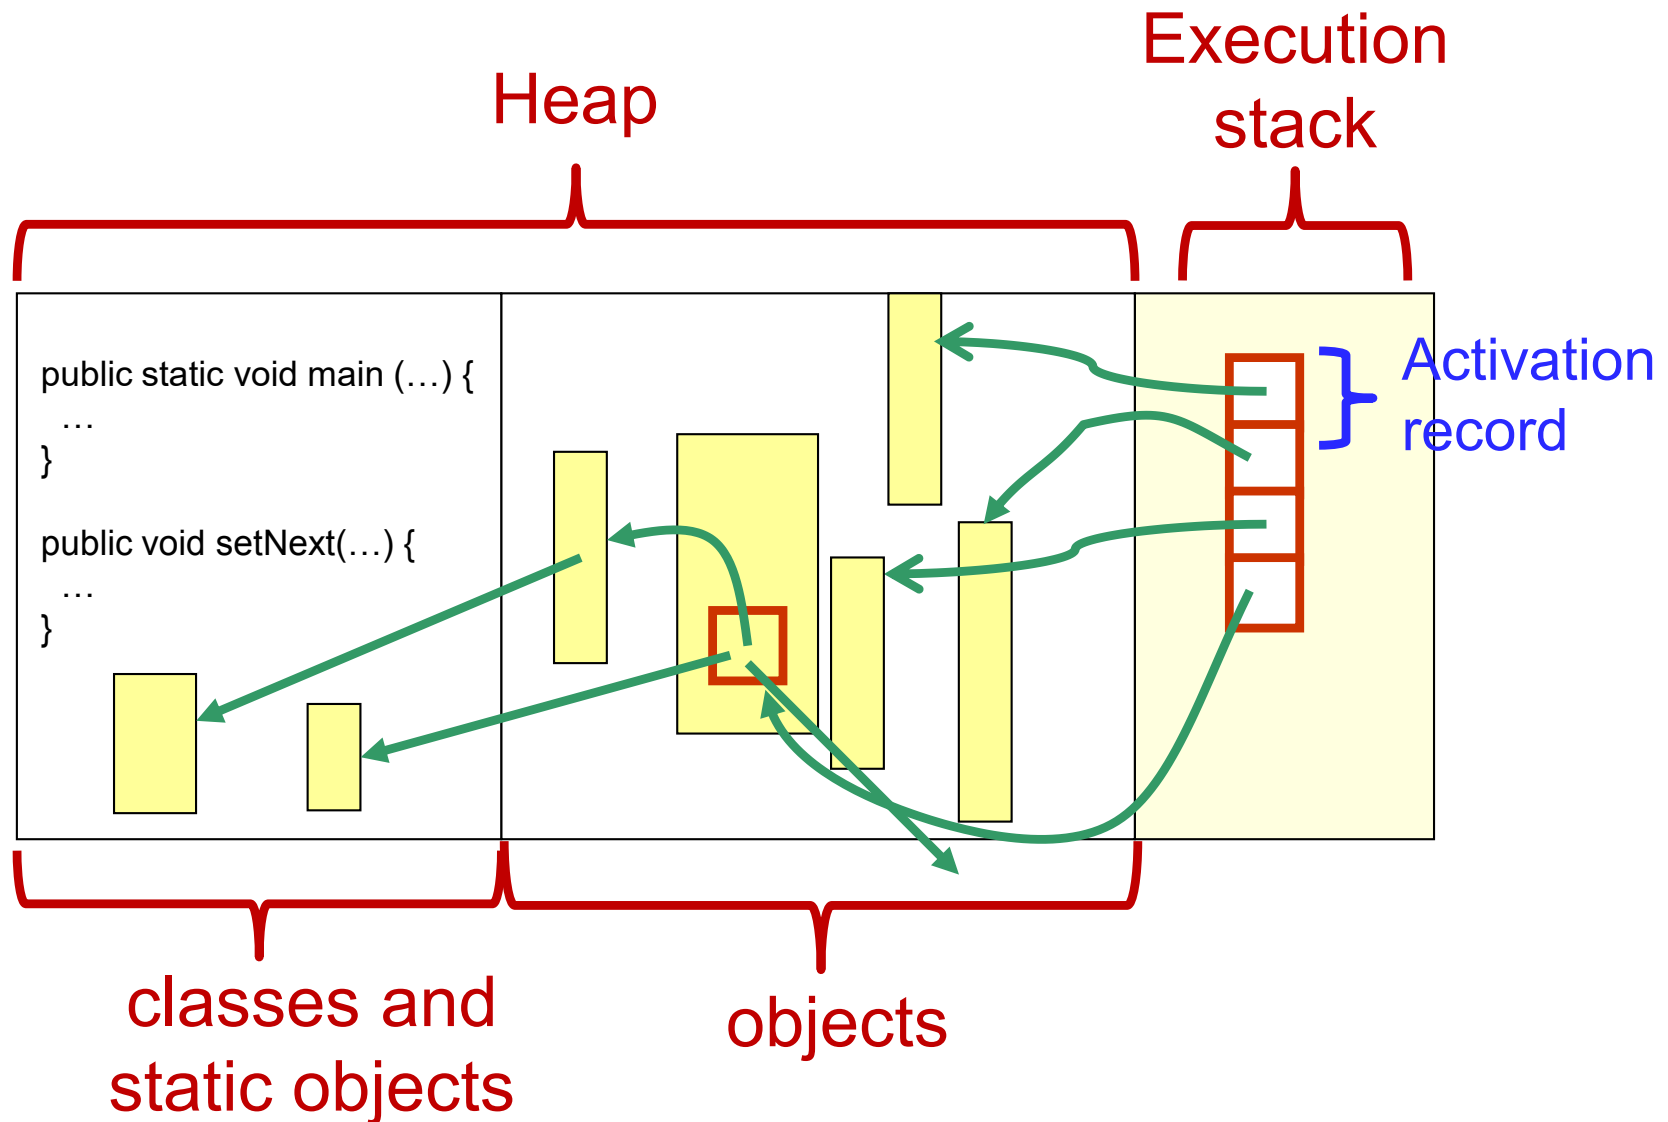 Execution
stack
Heap
public static void main (…) {
…
}
public void setNext(…) {
…
}
Activation
record
classes and
static objects
objects